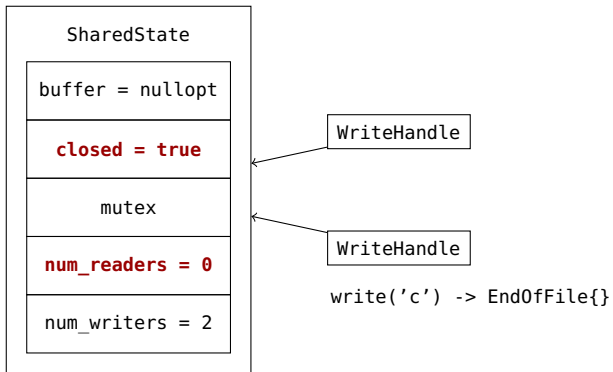 SharedState
buffer = nullopt
closed = true
mutex
num_readers = 0
num_writers = 2
WriteHandle
WriteHandle
write(’c’) -> EndOfFile{}